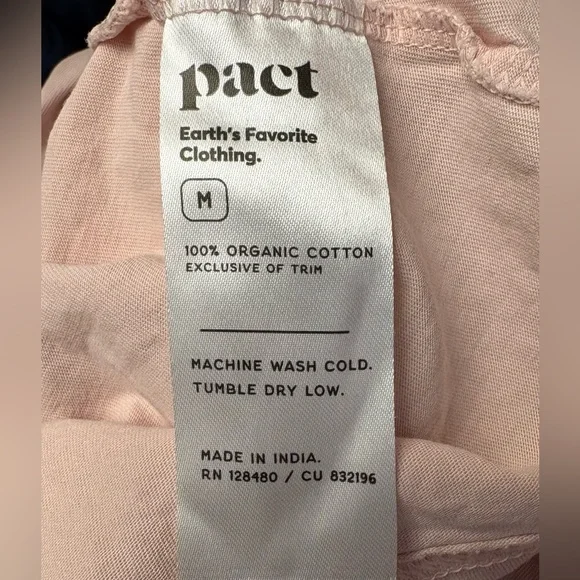 pact
Earth's Favorite
Clothing.
M
100% ORGANIC COTTON
EXCLUSIVE OF TRIM
MACHINE WASH COLD.
TUMBLE DRY LOW.
MADE IN INDIA.
RN 128480 / CU 832196